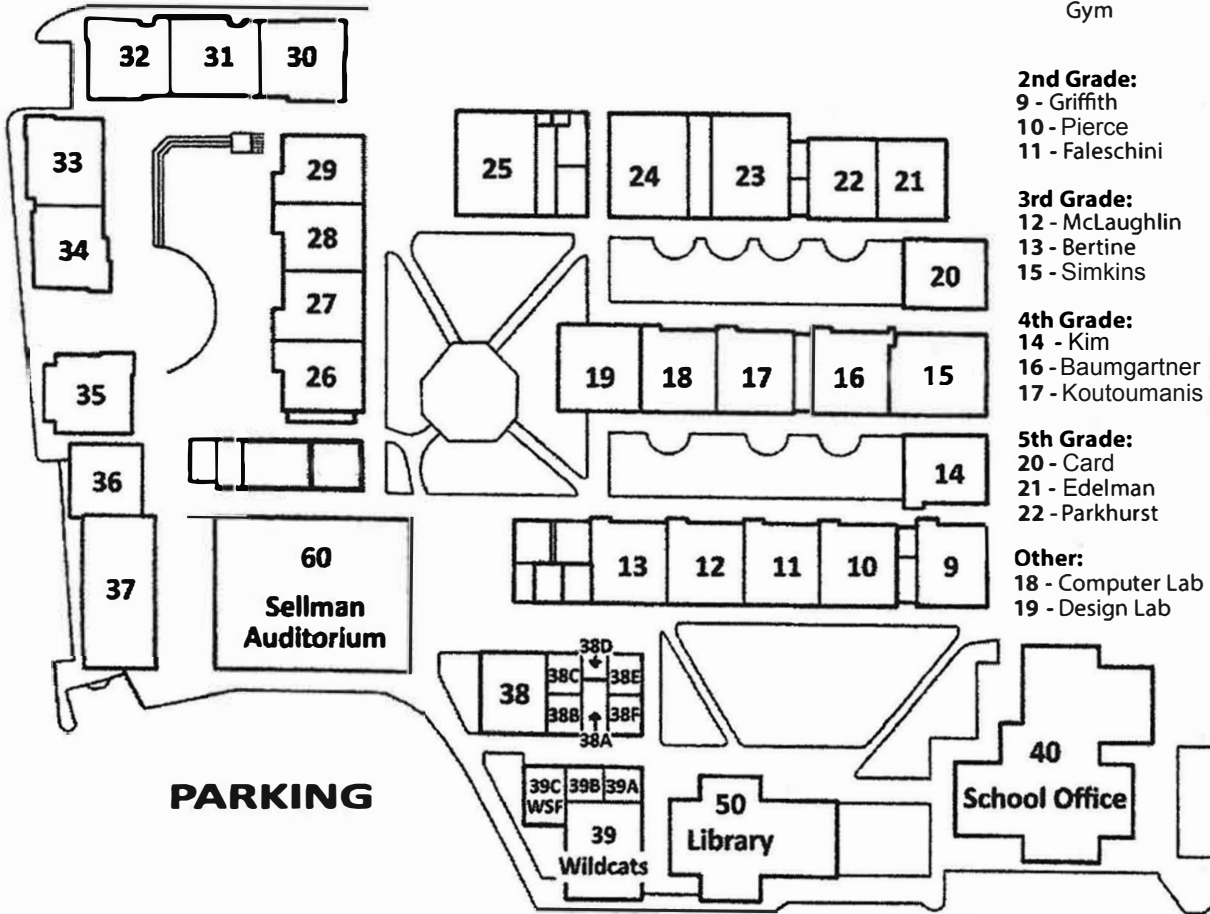 Gym
32 31 30
33
34
29
28
27
26
35
36
37
60
Sellman
Auditorium
25 24 23 22 21
20
19 18 17 16 15
14
13 12 11 10 9
38D
38C 38E
38
38B 38F
38A
39C 39B 39A
WSF
39
Wildcats
50
Library
40
School Office
PARKING
2nd Grade:
9 - Griffith
10 - Pierce
11 - Faleschini
3rd Grade:
12 - McLaughlin
13 - Bertine
15 - Simkins
4th Grade:
14 - Kim
16 - Baumgartner
17 - Koutoumanis
5th Grade:
20 - Card
21 - Edelman
22 - Parkhurst
Other:
18 - Computer Lab
19 - Design Lab